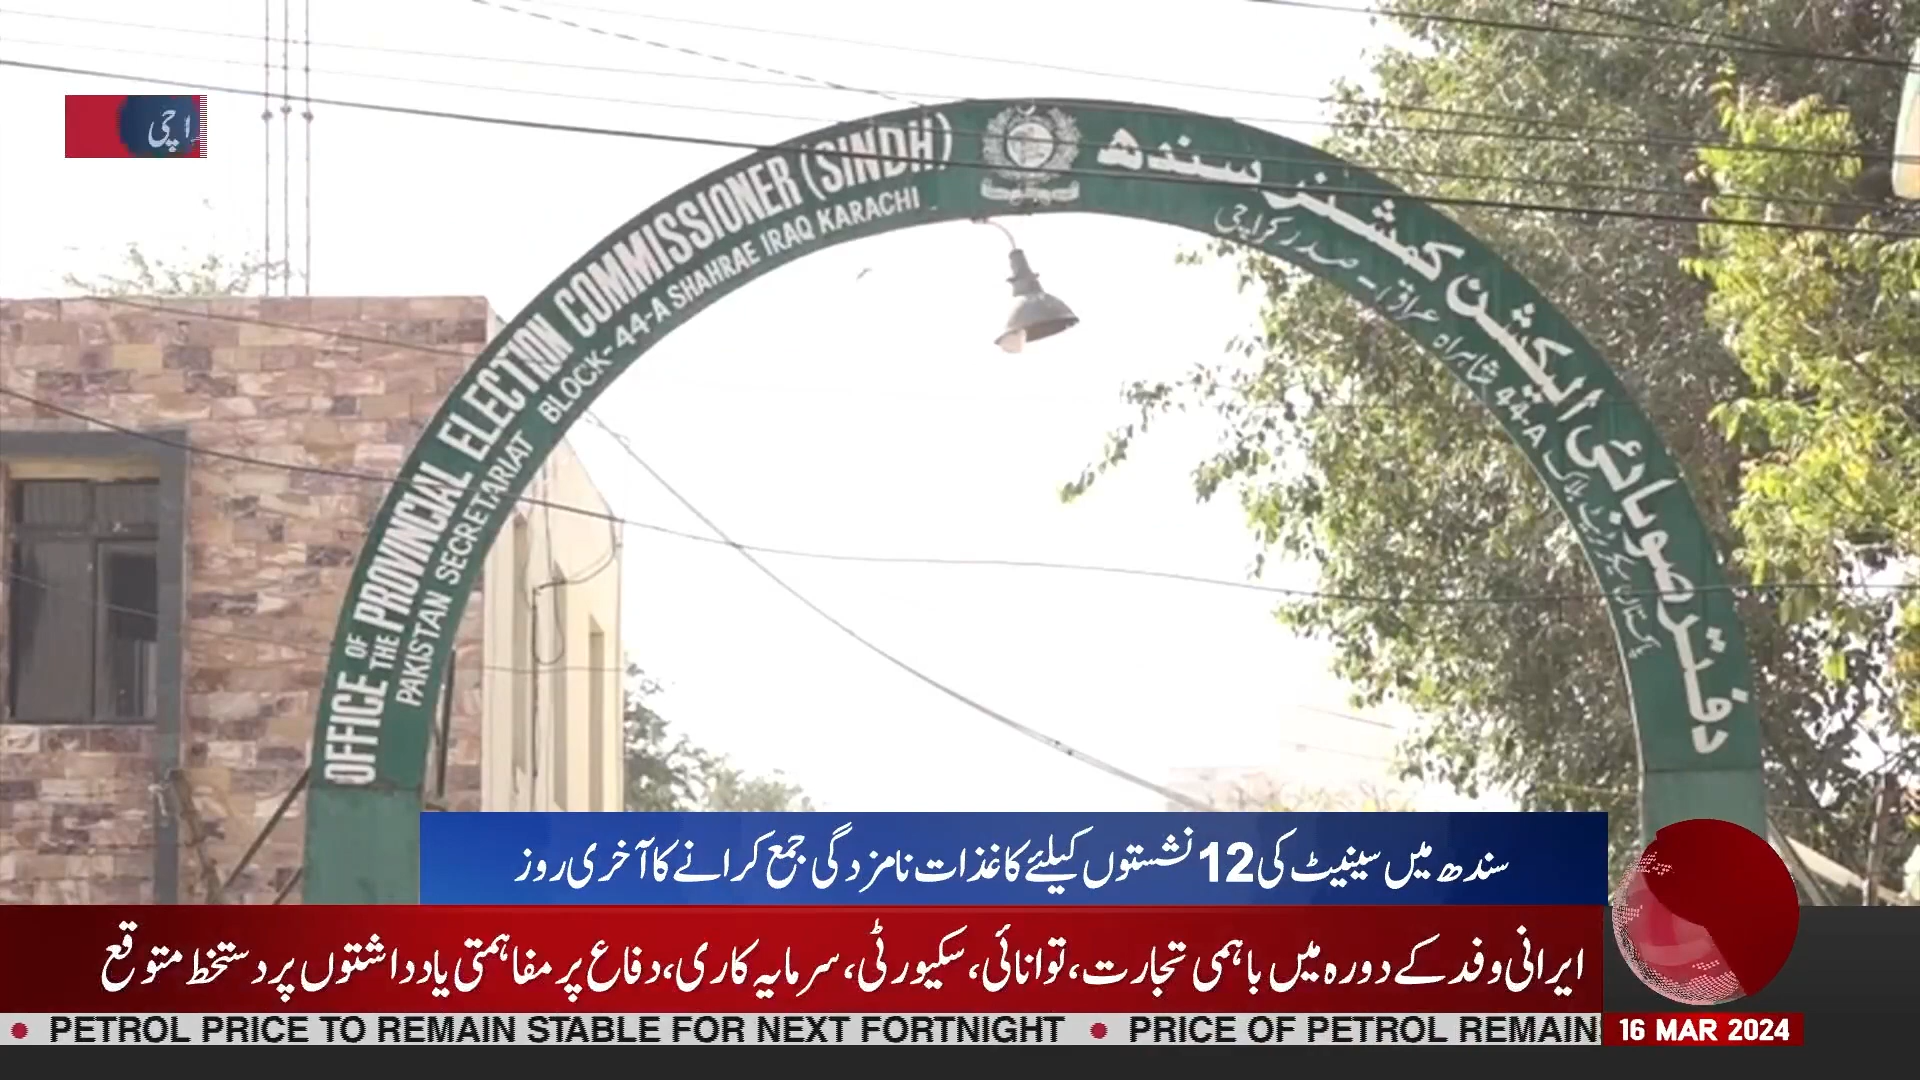 کراچی
OFFICE OF THE PROVINCIAL ELECTION COMMISSIONER (SINDH)
PAKISTAN SECRETARIAT BLOCK-44-A SHAHRAE IRAQ KARACHI
دفتر صوبائی الیکشن کمشنر سندھ
پاکستان سیکریٹریٹ بلاک 44-A شاہراہ عراق - صدر کراچی
سندھ میں سینیٹ کی 12 نشستوں کیلئے کاغذات نامزدگی جمع کرانے کا آخری روز
ایرانی وفد کے دورہ میں باہمی تجارت، توانائی، سکیورٹی، سرمایہ کاری، دفاع پر مفاہمتی یادداشتوں پر دستخط متوقع
• PETROL PRICE TO REMAIN STABLE FOR NEXT FORTNIGHT • PRICE OF PETROL REMAIN
16 MAR 2024